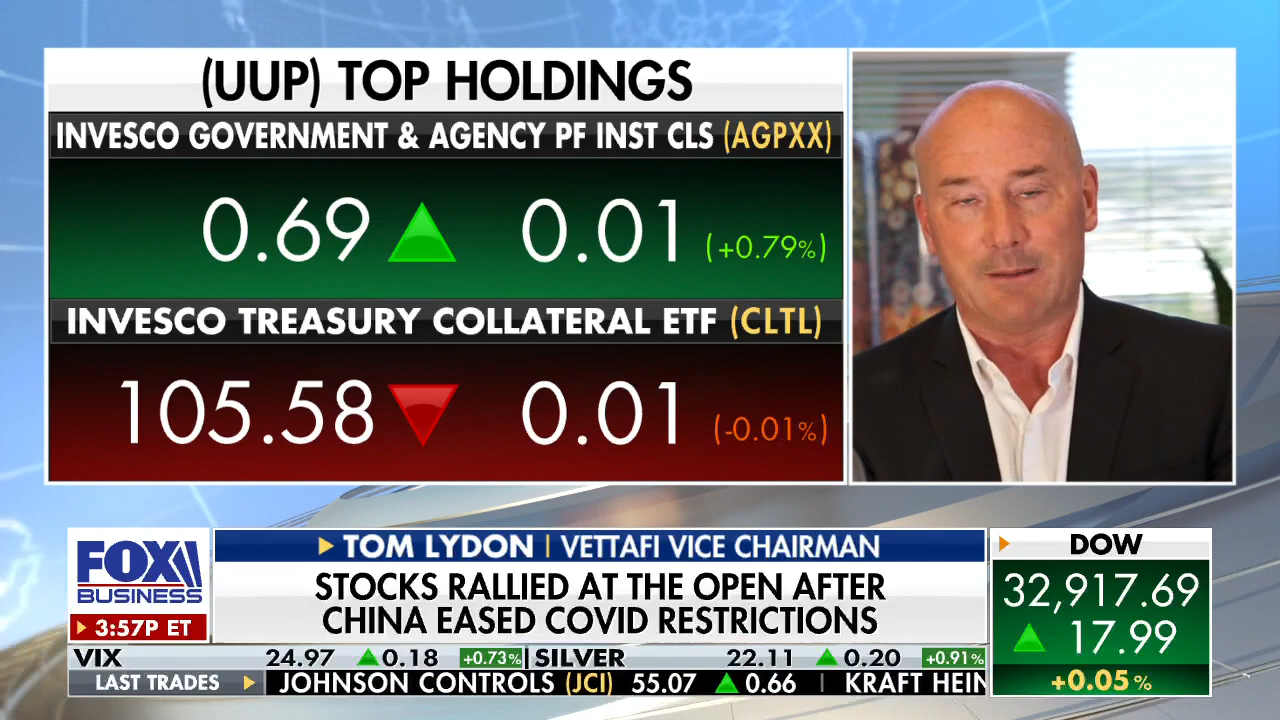 (UUP) TOP HOLDINGS
INVESCO GOVERNMENT & AGENCY PF INST CLS (AGPXX)
0.69 0.01 (+0.79%)
INVESCO TREASURY COLLATERAL ETF (CLTL)
105.58 0.01 (-0.01%)
FOX
BUSINESS
3:57P ET
TOM LYDON | VETTAFI VICE CHAIRMAN
STOCKS RALLIED AT THE OPEN AFTER
CHINA EASED COVID RESTRICTIONS
DOW
32,917.69
17.99
+0.05%
VIX 24.97 0.18 +0.73% | SILVER 22.11 0.20 +0.91%
LAST TRADES JOHNSON CONTROLS (JCI) 55.07 0.66 | KRAFT HEIN